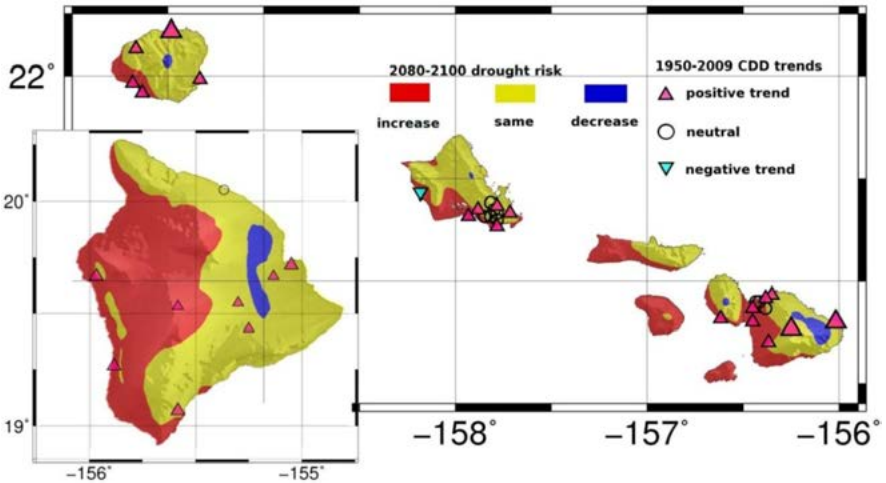 2080-2100 drought risk
increase same decrease
1950-2009 CDD trends
positive trend
neutral
negative trend
22˚
20˚
19˚
−156˚ −155˚
−158˚ −157˚ −156˚